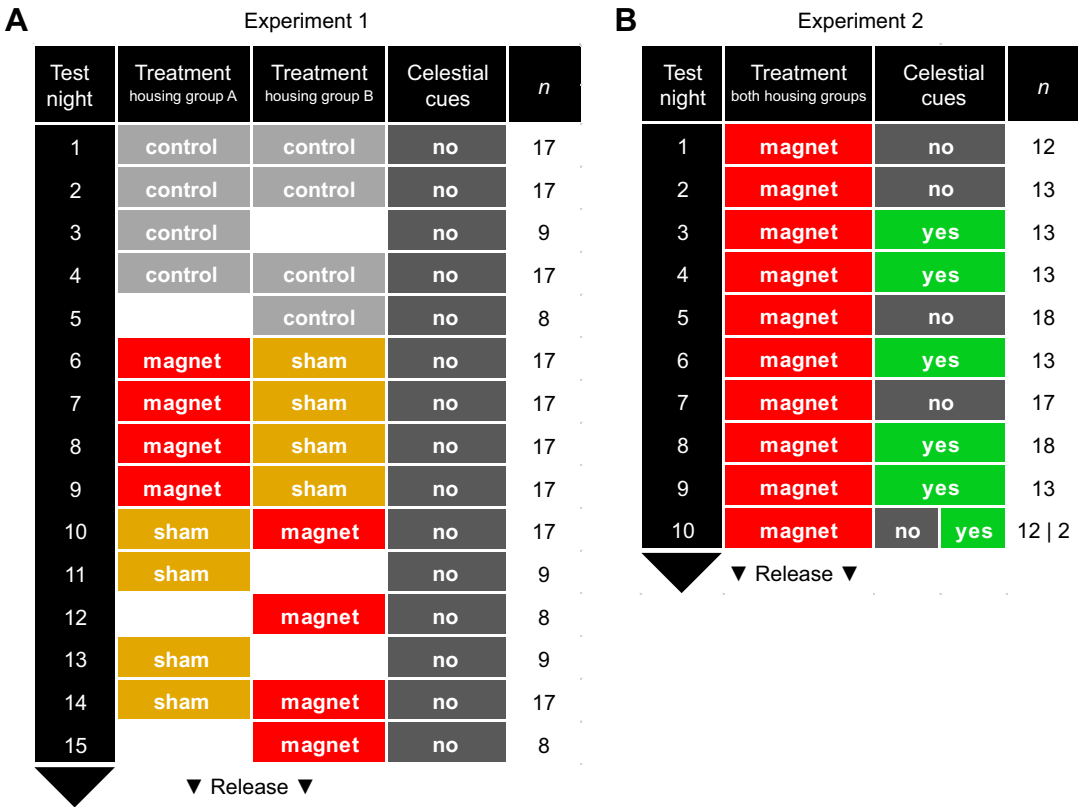 A
Experiment 1
Test night | Treatment housing group A | Treatment housing group B | Celestial cues | n
1 | control | control | no | 17
2 | control | control | no | 17
3 | control | | no | 9
4 | control | control | no | 17
5 | | control | no | 8
6 | magnet | sham | no | 17
7 | magnet | sham | no | 17
8 | magnet | sham | no | 17
9 | magnet | sham | no | 17
10 | sham | magnet | no | 17
11 | sham | | no | 9
12 | | magnet | no | 8
13 | sham | | no | 9
14 | sham | magnet | no | 17
15 | | magnet | no | 8
▼ Release ▼
B
Experiment 2
Test night | Treatment both housing groups | Celestial cues | n
1 | magnet | no | 12
2 | magnet | no | 13
3 | magnet | yes | 13
4 | magnet | yes | 13
5 | magnet | no | 18
6 | magnet | yes | 13
7 | magnet | no | 17
8 | magnet | yes | 18
9 | magnet | yes | 13
10 | magnet | no | yes | 12 | 2
▼ Release ▼